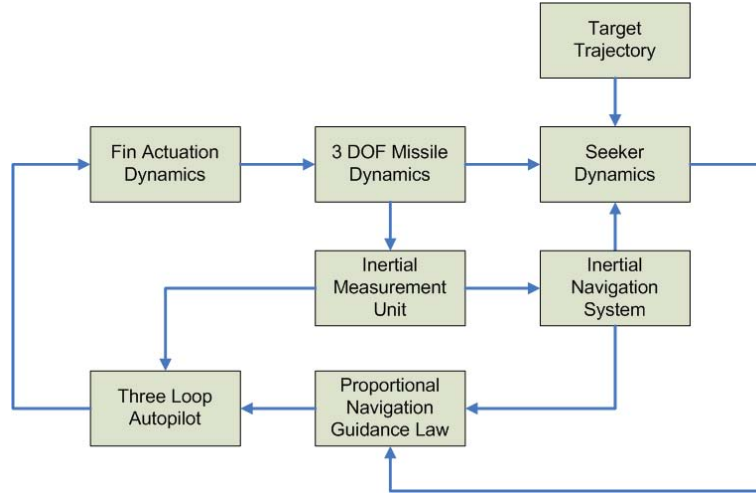 Target
Trajectory
Fin Actuation
Dynamics
3 DOF Missile
Dynamics
Seeker
Dynamics
Inertial
Measurement
Unit
Inertial
Navigation
System
Three Loop
Autopilot
Proportional
Navigation
Guidance Law